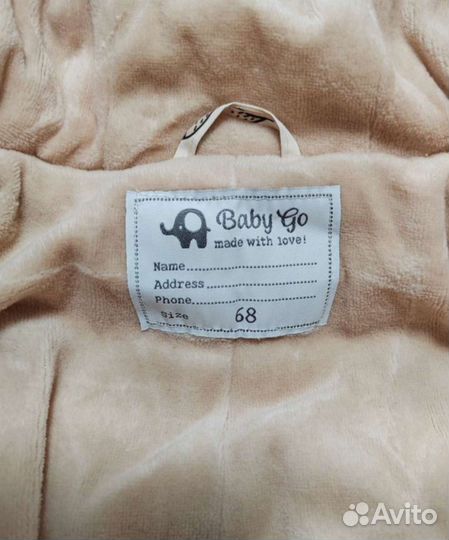 Baby Go
made with love!
Name
Address
Phone
Size 68
Avito